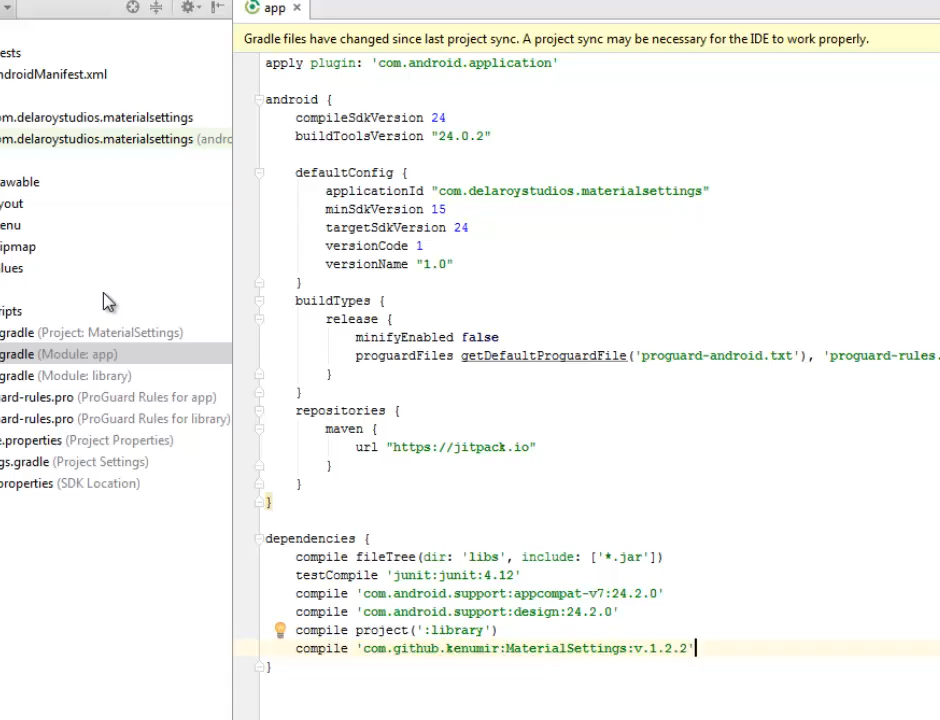 app
Gradle files have changed since last project sync. A project sync may be necessary for the IDE to work properly.
ests
ndroidManifest.xml
om.delaroystudios.materialsettings
om.delaroystudios.materialsettings (andro
awable
yout
enu
ipmap
lues
ripts
gradle (Project: MaterialSettings)
gradle (Module: app)
gradle (Module: library)
ard-rules.pro (ProGuard Rules for app)
ard-rules.pro (ProGuard Rules for library)
e.properties (Project Properties)
gs.gradle (Project Settings)
properties (SDK Location)
apply plugin: 'com.android.application'
android {
compileSdkVersion 24
buildToolsVersion "24.0.2"
defaultConfig {
applicationId "com.delaroystudios.materialsettings"
minSdkVersion 15
targetSdkVersion 24
versionCode 1
versionName "1.0"
}
buildTypes {
release {
minifyEnabled false
proguardFiles getDefaultProguardFile('proguard-android.txt'), 'proguard-rules.
}
}
repositories {
maven {
url "https://jitpack.io"
}
}
}
dependencies {
compile fileTree(dir: 'libs', include: ['*.jar'])
testCompile 'junit:junit:4.12'
compile 'com.android.support:appcompat-v7:24.2.0'
compile 'com.android.support:design:24.2.0'
compile project(':library')
compile 'com.github.kenumir:MaterialSettings:v.1.2.2'
}